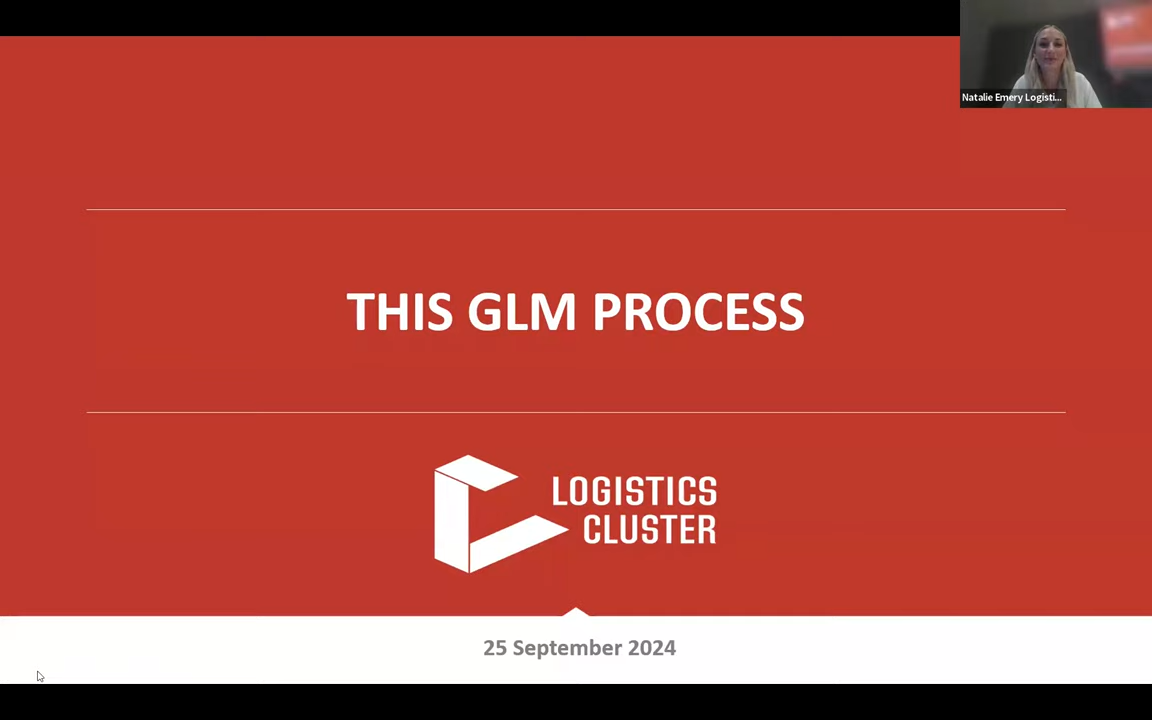 Natalie Emery Logisti...
THIS GLM PROCESS
LOGISTICS
CLUSTER
25 September 2024